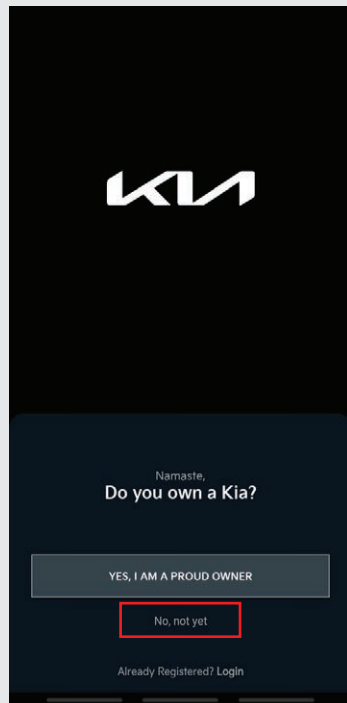 KIA
Namaste,
Do you own a Kia?
YES, I AM A PROUD OWNER
No, not yet
Already Registered? Login